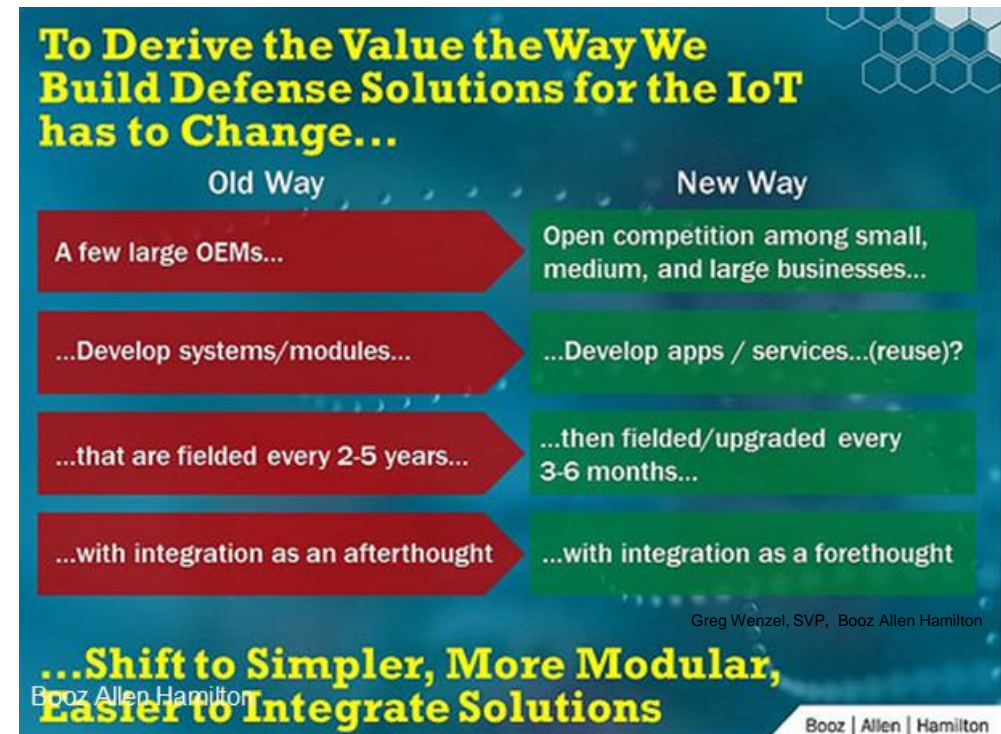 To Derive the Value the Way We
Build Defense Solutions for the IoT
has to Change...
Old Way
New Way
A few large OEMs...
Open competition among small,
medium, and large businesses...
...Develop systems/modules...
...Develop apps / services...(reuse)?
...that are fielded every 2-5 years...
...then fielded/upgraded every
3-6 months...
...with integration as an afterthought
...with integration as a forethought
Greg Wenzel, SVP, Booz Allen Hamilton
...Shift to Simpler, More Modular,
Booz Allen Hamilton
Easier to Integrate Solutions
Booz | Allen | Hamilton